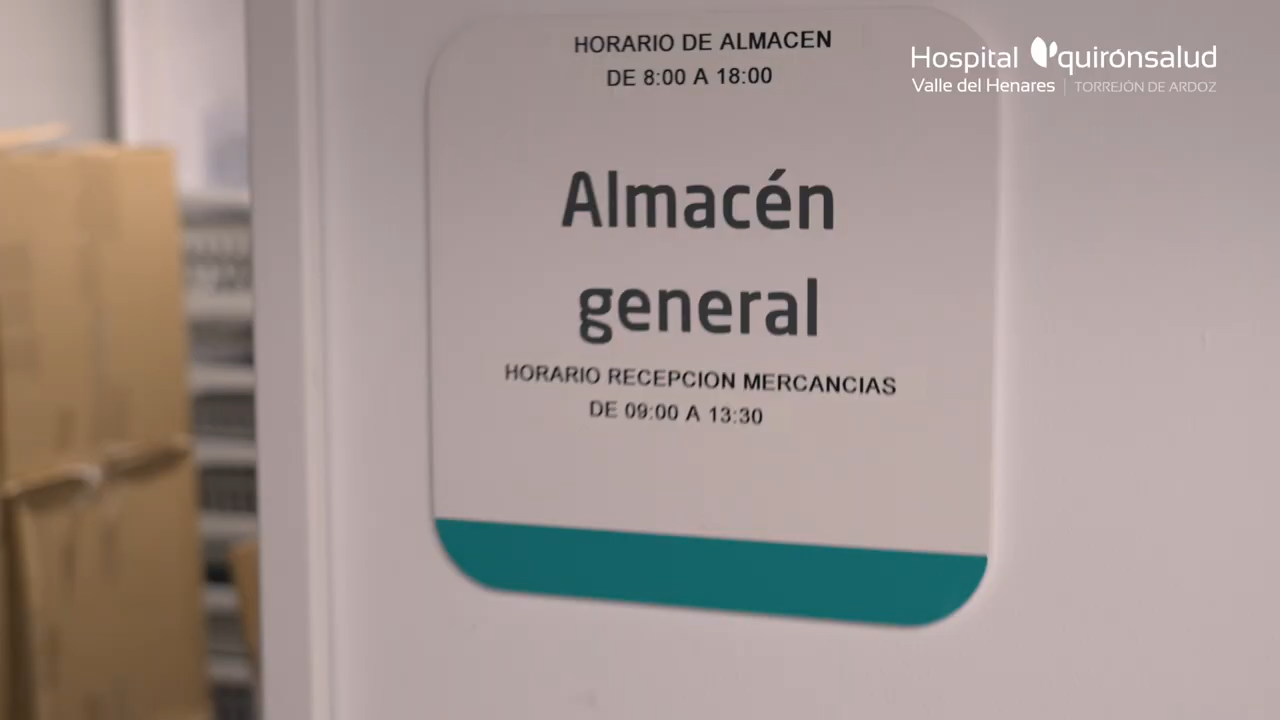 HORARIO DE ALMACEN
DE 8:00 A 18:00
Almacén
general
HORARIO RECEPCION MERCANCIAS
DE 09:00 A 13:30
Hospital quirónsalud
Valle del Henares | TORREJÓN DE ARDOZ